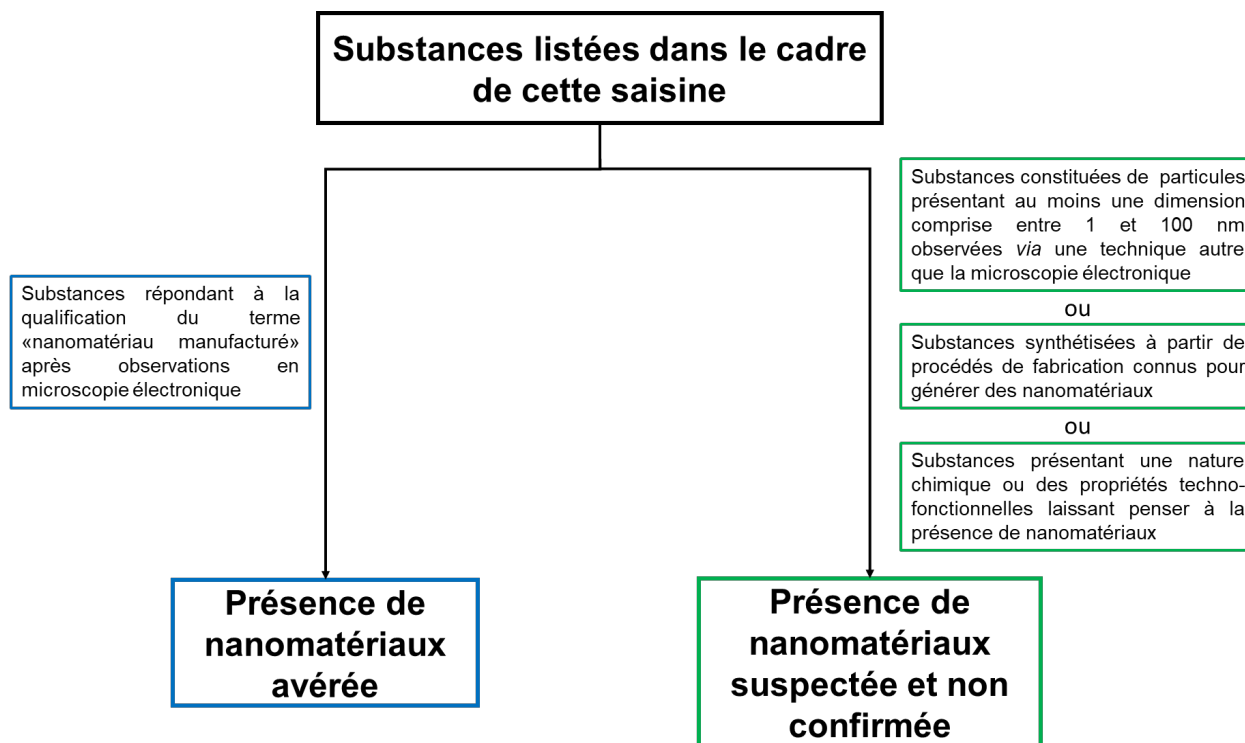 Substances listées dans le cadre
de cette saisine
Substances constituées de particules
présentant au moins une dimension
comprise entre 1 et 100 nm
observées via une technique autre
que la microscopie électronique
ou
Substances répondant à la
qualification du terme
«nanomatériau manufacturé»
après observations en
microscopie électronique
Substances synthétisées à partir de
procédés de fabrication connus pour
générer des nanomatériaux
ou
Substances présentant une nature
chimique ou des propriétés techno-
fonctionnelles laissant penser à la
présence de nanomatériaux
Présence de
nanomatériaux
avérée
Présence de
nanomatériaux
suspectée et non
confirmée